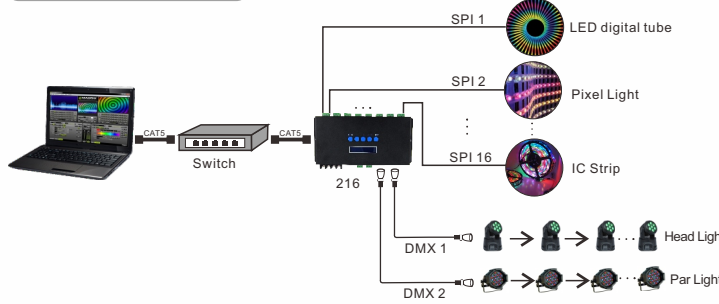 SPI 1
LED digital tube
SPI 2
Pixel Light
CAT5
CAT5
Switch
SPI 16
IC Strip
216
DMX 1
Head Light
DMX 2
Par Light